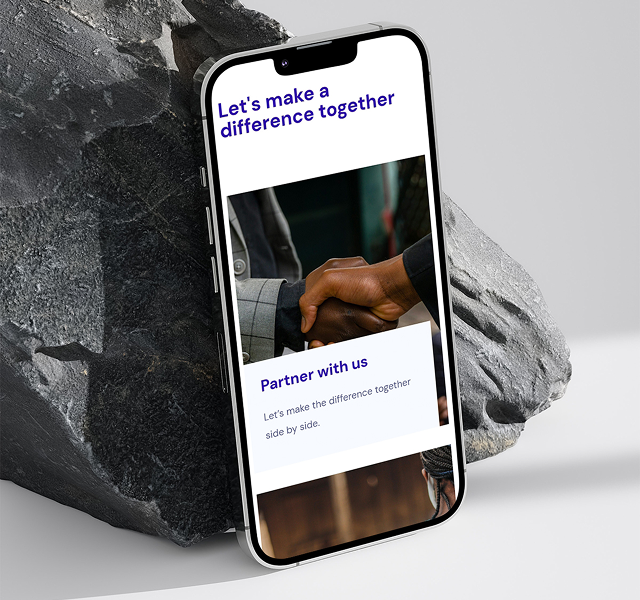 Let's make a
difference together
Partner with us
Let's make the difference together
side by side.